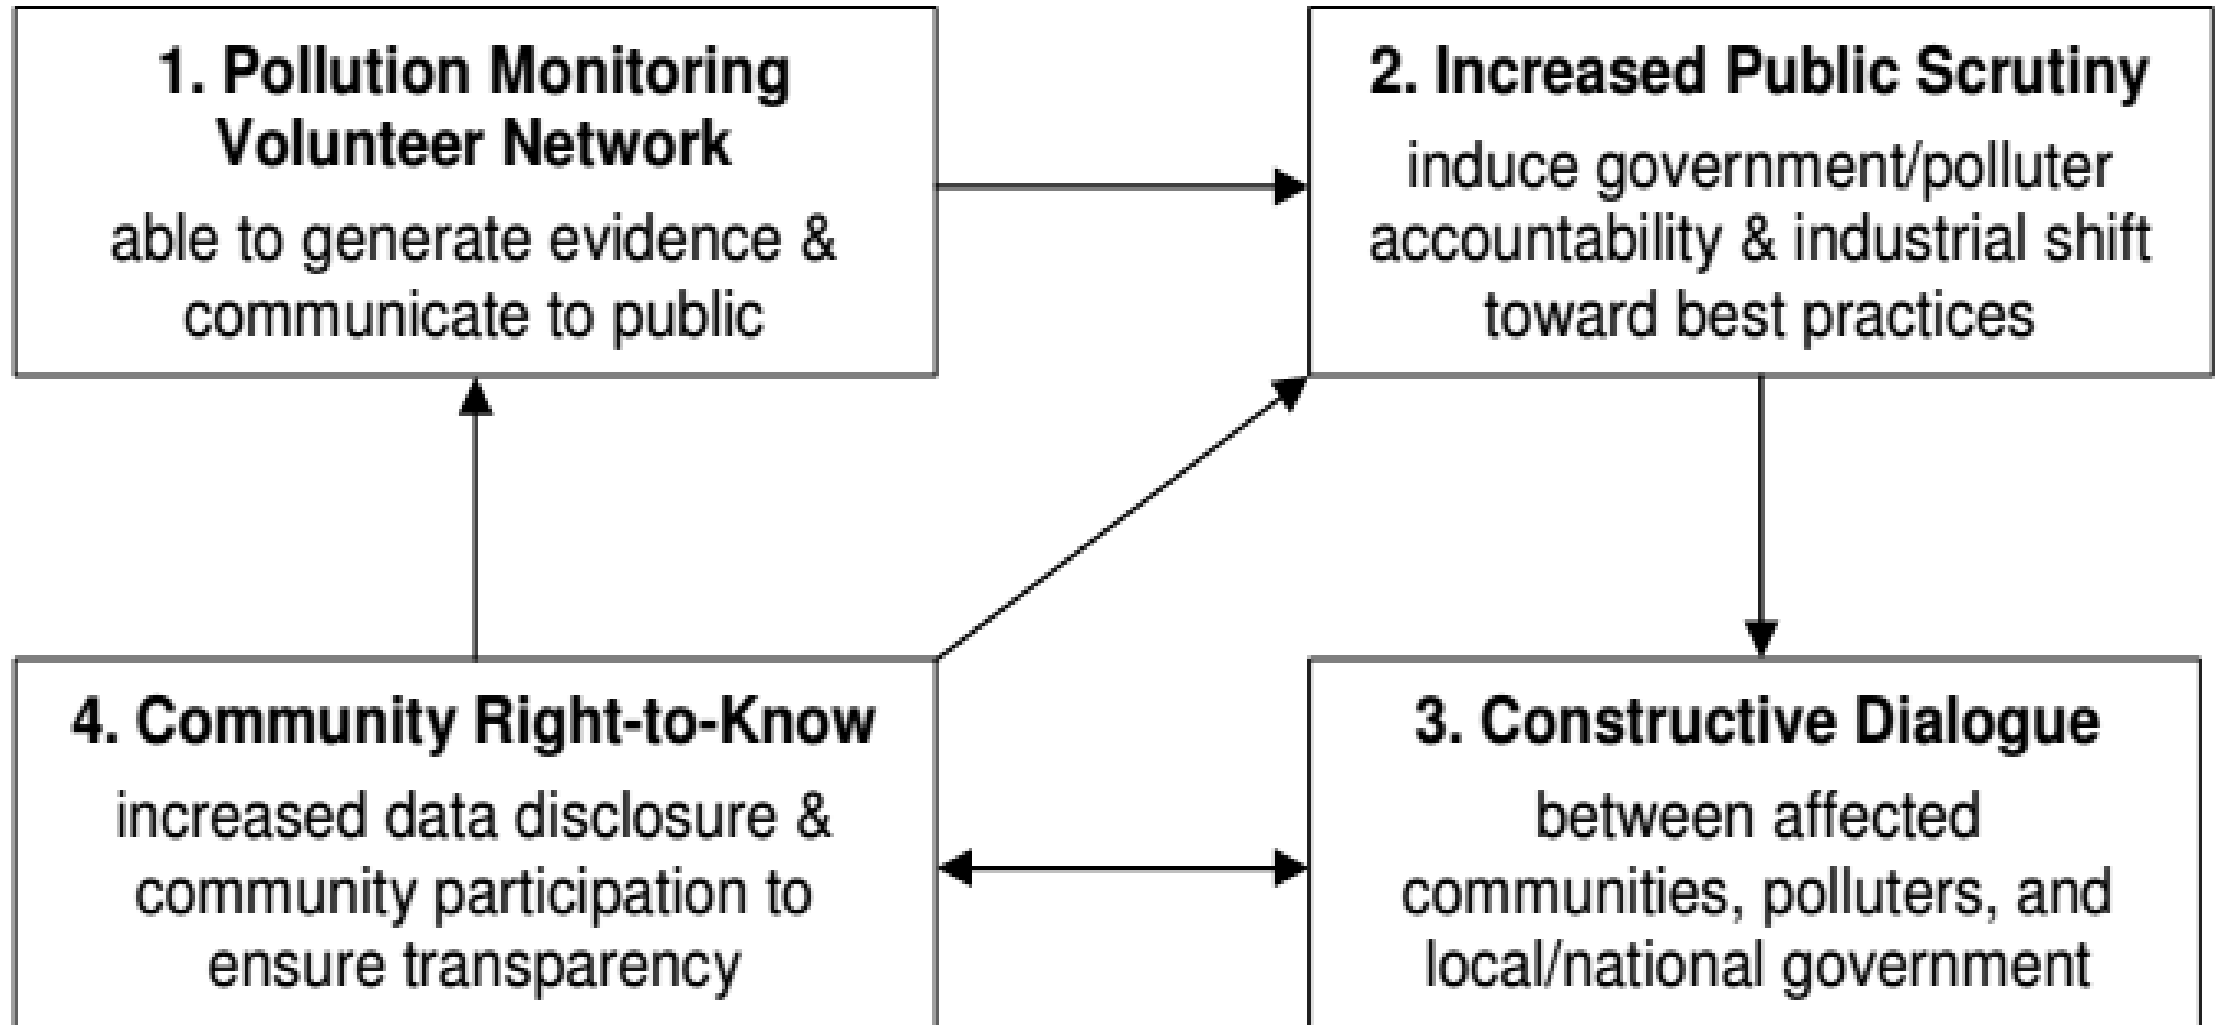 1. Pollution Monitoring
Volunteer Network
able to generate evidence &
communicate to public
2. Increased Public Scrutiny
induce government/polluter
accountability & industrial shift
toward best practices
4. Community Right-to-Know
increased data disclosure &
community participation to
ensure transparency
3. Constructive Dialogue
between affected
communities, polluters, and
local/national government